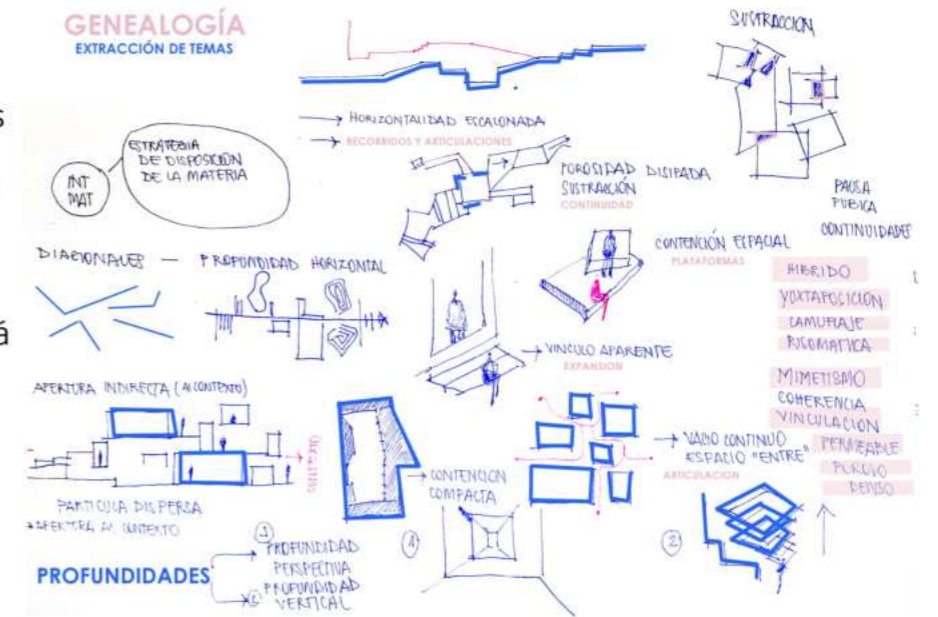 GENEALOGÍA
EXTRACCIÓN DE TEMAS
SUSTRACCION
HORIZONTALIDAD ESCALONADA
RECORRIDOS Y ARTICULACIONES
ESTRATEGIA
DE DISPOSICIÓN
DE LA MATERIA
INT
MAT
POROSIDAD DISIPADA
SUSTRACCIÓN
CONTINUIDAD
PAUSA
CONTINUIDADES
DIAGONALES — PROFUNDIDAD HORIZONTAL
CONTENCIÓN ESPACIAL
PLATAFORMAS
HIBRIDO
YUXTAPOSICIÓN
CAMUFLAJE
MIMETISMO
COHERENCIA
VINCULACION
PERMEABLE
DENSO
VINCULO APARENTE
EXPANSION
APERTURA INDIRECTA (AL CONTEXTO)
VACIO CONTINUO
ESPACIO "ENTRE"
ARTICULACION
CONTENCION
COMPACTA
PARTICULA DISPERSA
APERTURA AL CONTEXTO
PROFUNDIDADES
PROFUNDIDAD
PERSPECTIVA
PROFUNDIDAD
VERTICAL
1
2